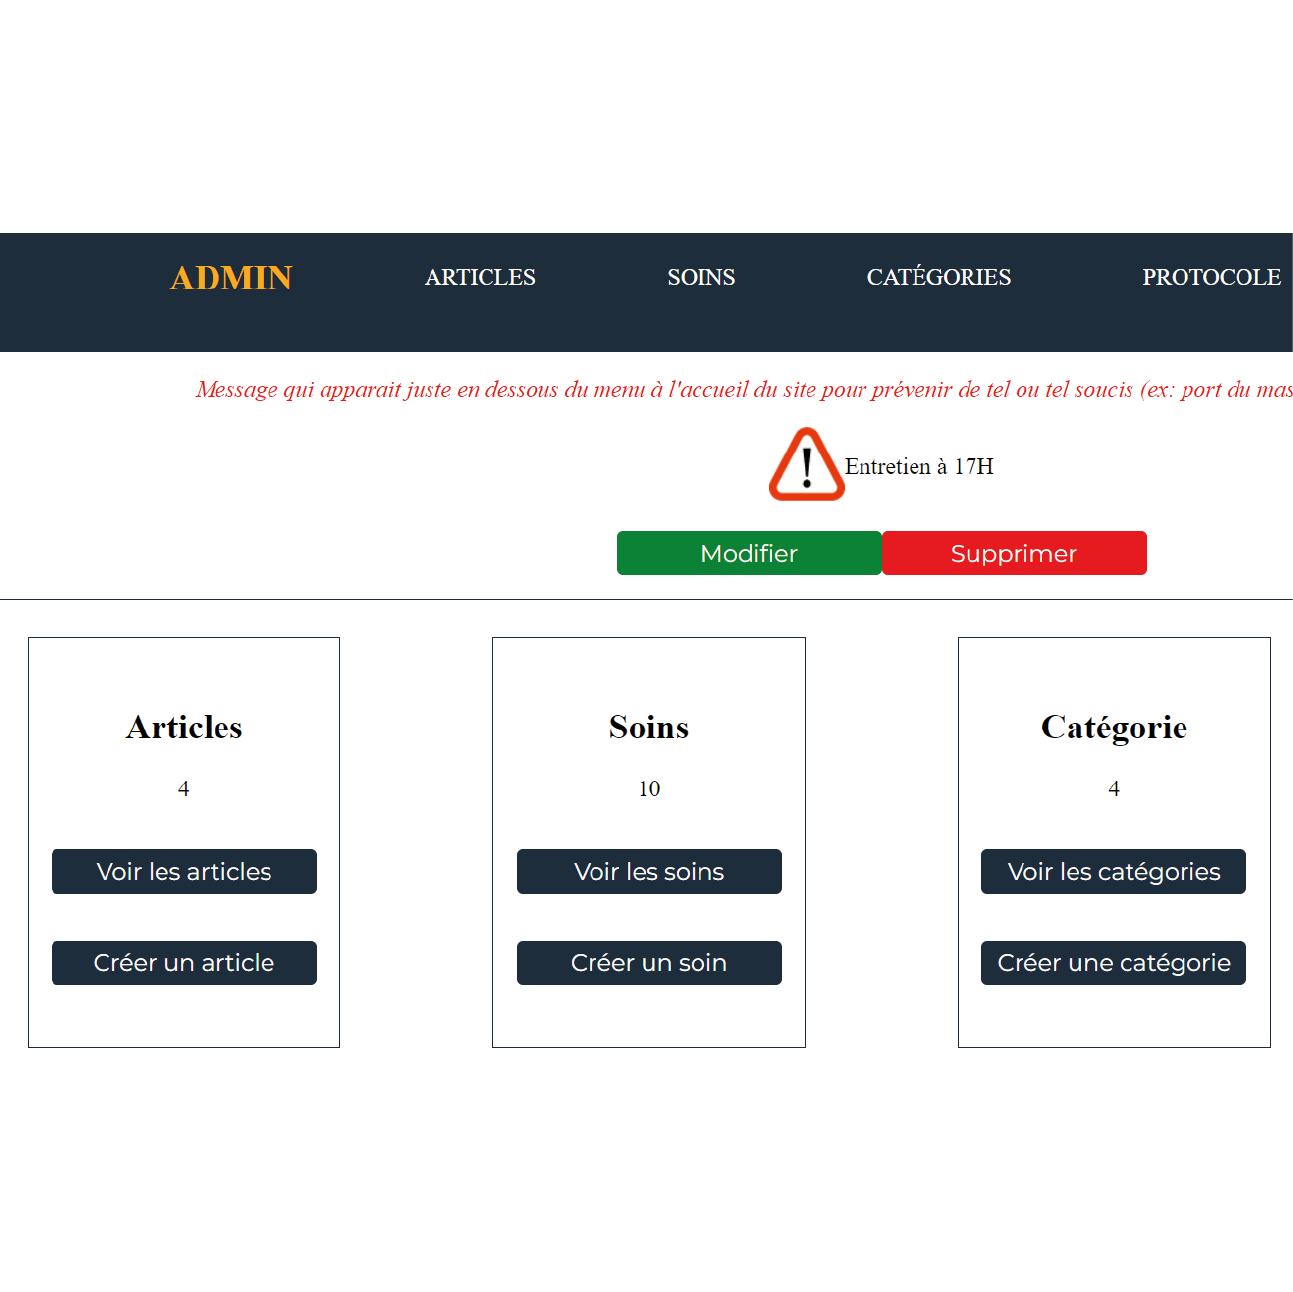 ADMIN ARTICLES SOINS CATÉGORIES PROTOCOLE
Message qui apparait juste en dessous du menu à l'accueil du site pour prévenir de tel ou tel soucis (ex: port du mas
Entretien à 17H
Modifier Supprimer
Articles
4
Voir les articles
Créer un article
Soins
10
Voir les soins
Créer un soin
Catégorie
4
Voir les catégories
Créer une catégorie